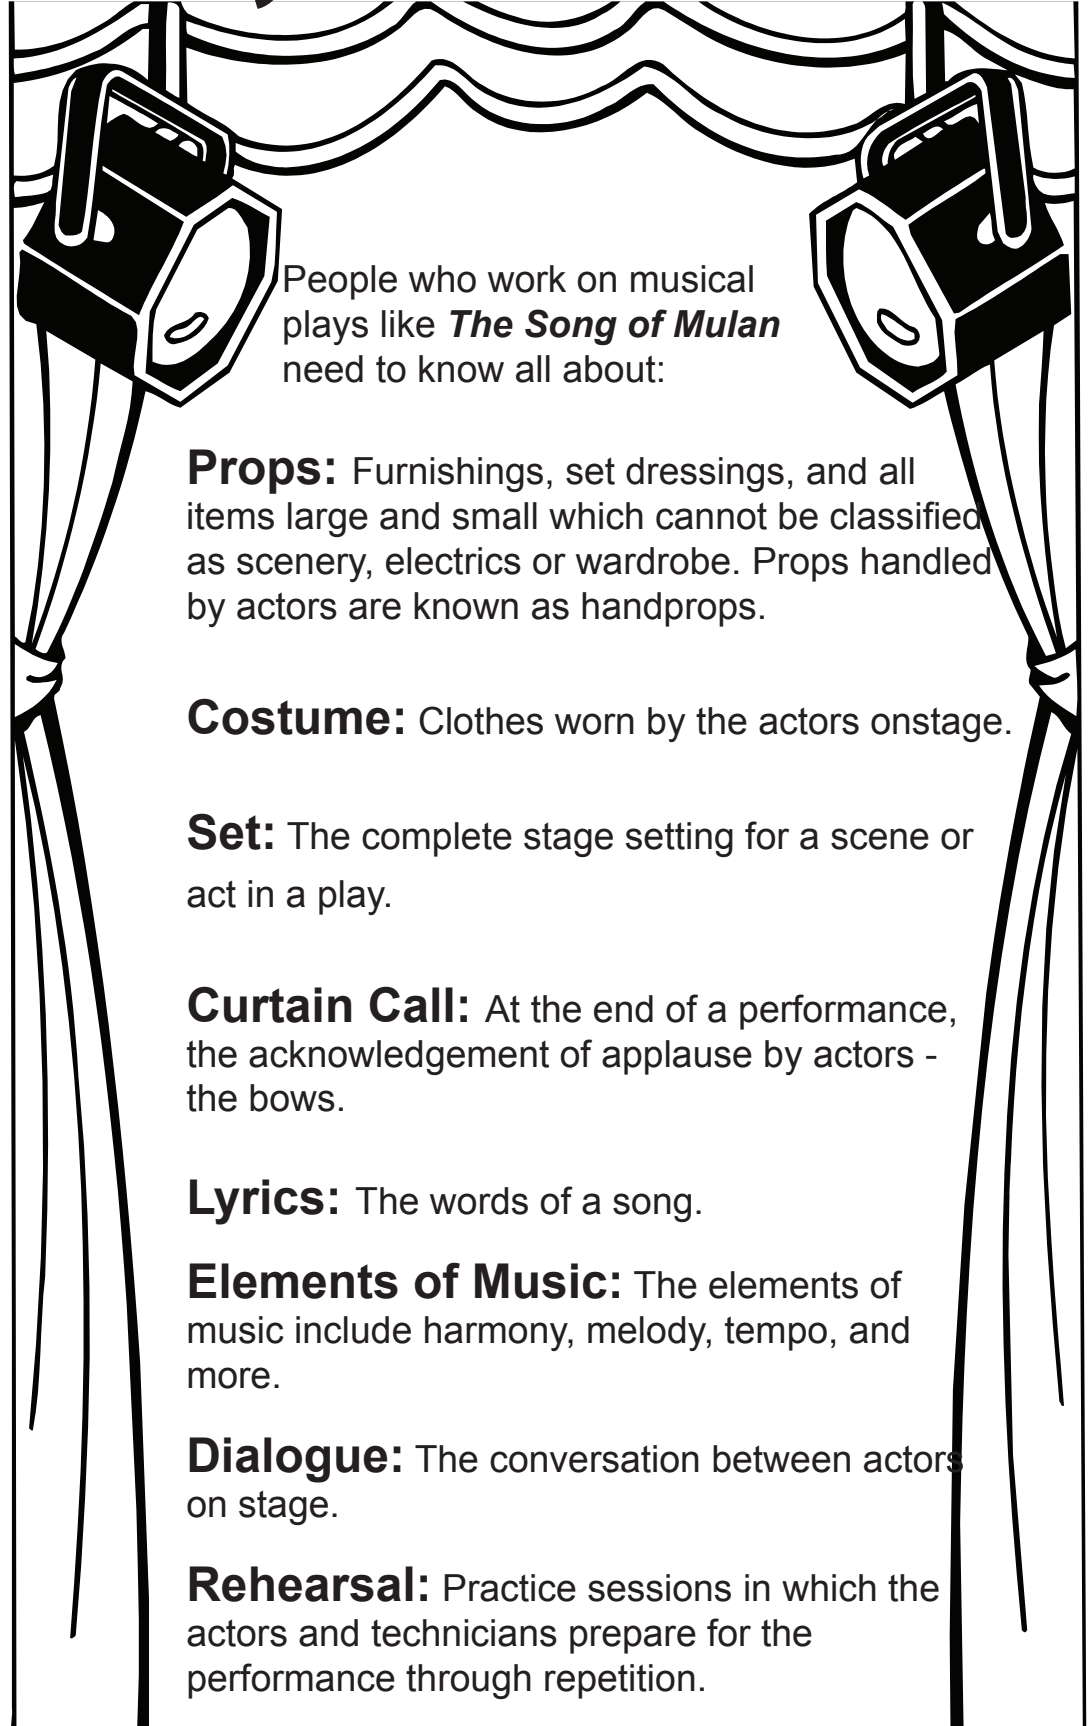 People who work on musical
plays like The Song of Mulan
need to know all about:
Props: Furnishings, set dressings, and all
items large and small which cannot be classified
as scenery, electrics or wardrobe. Props handled
by actors are known as handprops.
Costume: Clothes worn by the actors onstage.
Set: The complete stage setting for a scene or
act in a play.
Curtain Call: At the end of a performance,
the acknowledgement of applause by actors -
the bows.
Lyrics: The words of a song.
Elements of Music: The elements of
music include harmony, melody, tempo, and
more.
Dialogue: The conversation between actors
on stage.
Rehearsal: Practice sessions in which the
actors and technicians prepare for the
performance through repetition.